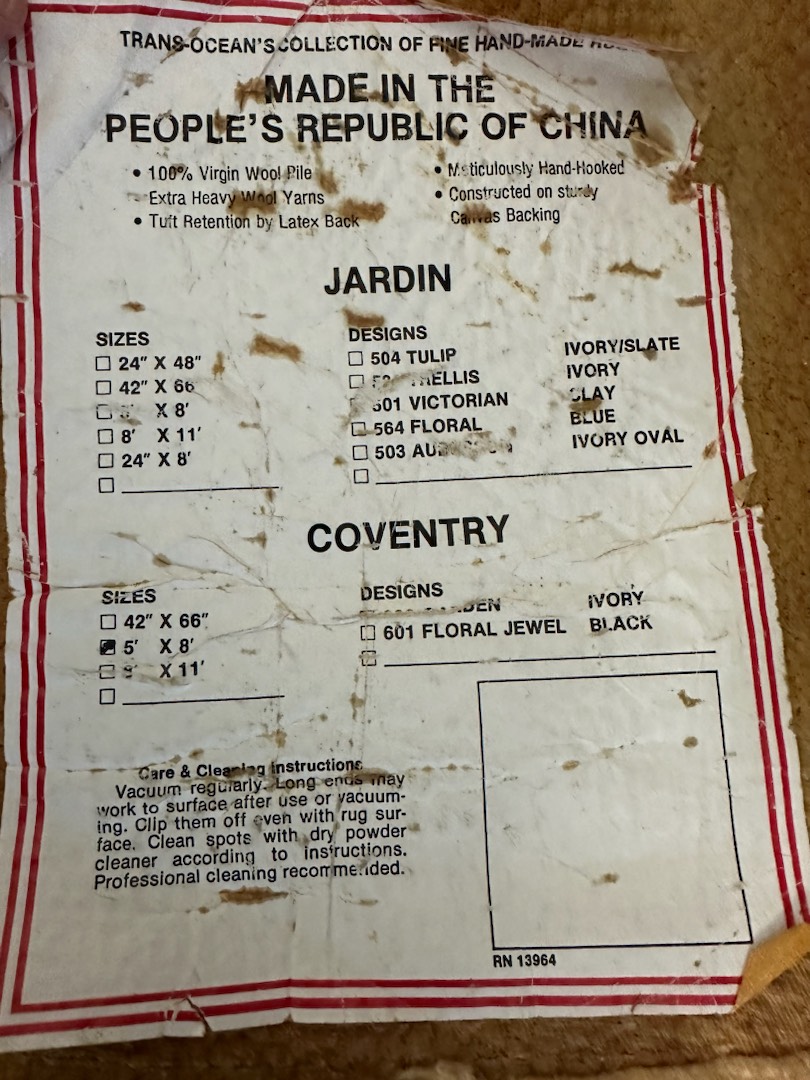 TRANS-OCEAN'S COLLECTION OF FINE HAND-MADE
MADE IN THE
PEOPLE'S REPUBLIC OF CHINA
• 100% Virgin Wool Pile
Extra Heavy Wool Yarns
• Tuft Retention by Latex Back
• Meticulously Hand-Hooked
• Constructed on sturdy
Canvas Backing
JARDIN
SIZES
☐ 24" X 48"
☐ 42" X 66
☐ X 8'
☐ 8' X 11'
☐ 24" X 8'
☐
DESIGNS
☐ 504 TULIP IVORY/SLATE
☐ IVORY
501 VICTORIAN CLAY
☐ 564 FLORAL BLUE
☐ 503 IVORY OVAL
☐
COVENTRY
SIZES
☐ 42" X 66"
☑ 5' X 8'
☐ X 11'
☐
DESIGNS
IVORY
☐ 601 FLORAL JEWEL BLACK
☐
Care & Cleaning Instructions
Vacuum regularly. Long ends may
work to surface after use or vacuum-
ing. Clip them off even with rug sur-
face. Clean spots with dry powder
cleaner according to instructions.
Professional cleaning recommended.
RN 13964